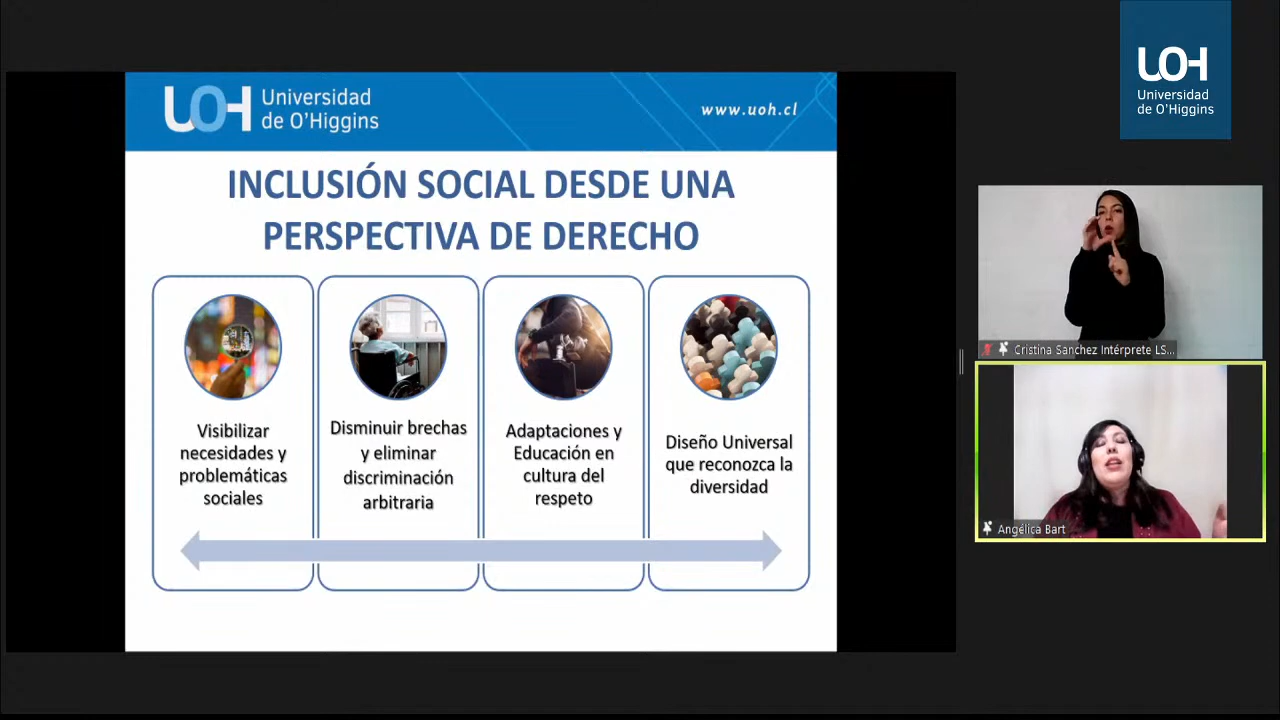 UOH
Universidad
de O'Higgins
www.uoh.cl
INCLUSIÓN SOCIAL DESDE UNA
PERSPECTIVA DE DERECHO
Visibilizar
necesidades y
problemáticas
sociales
Disminuir brechas
y eliminar
discriminación
arbitraria
Adaptaciones y
Educación en
cultura del
respeto
Diseño Universal
que reconozca la
diversidad
UOH
Universidad
de O'Higgins
Cristina Sanchez Intérprete LS...
Angélica Bart